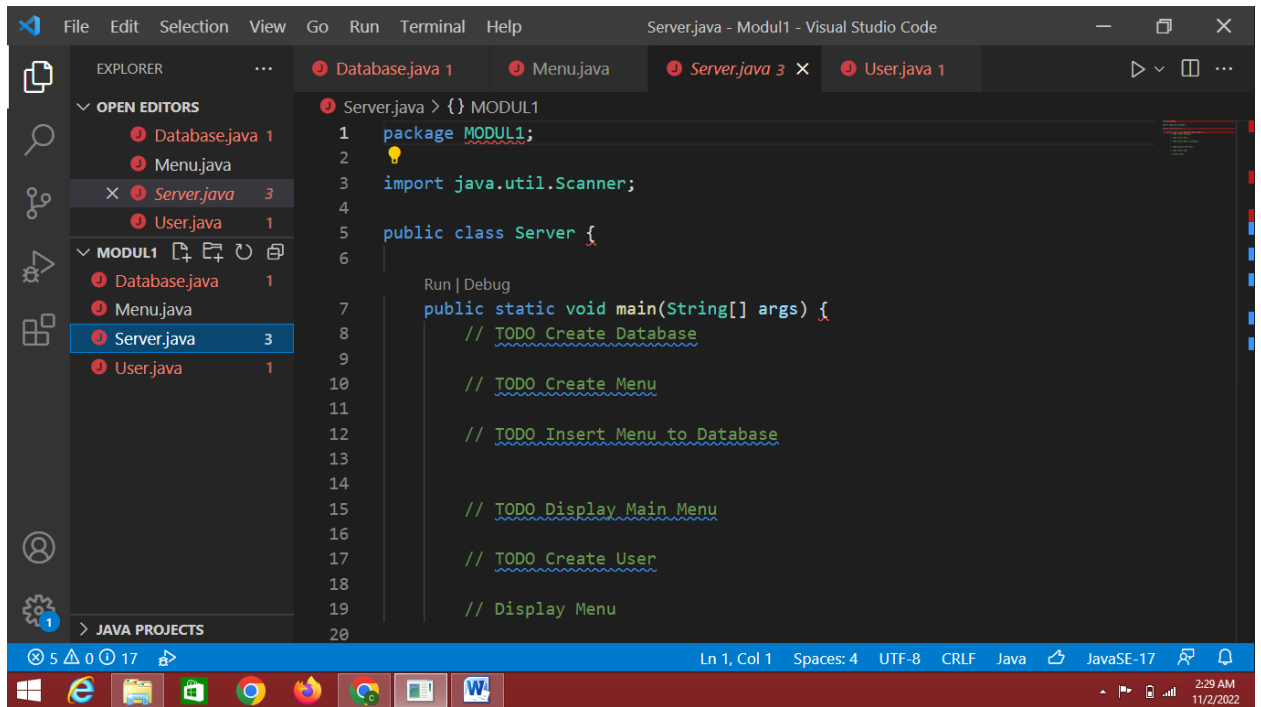 File Edit Selection View Go Run Terminal Help Server.java - Modul1 - Visual Studio Code
EXPLORER ...
Database.java 1 Menu.java Server.java 3 User.java 1
OPEN EDITORS
Database.java 1
Menu.java
Server.java 3
User.java 1
MODUL1
Database.java 1
Menu.java
Server.java 3
User.java 1
JAVA PROJECTS
Server.java > {} MODUL1
1 package MODUL1;
2
3 import java.util.Scanner;
4
5 public class Server {
6
Run | Debug
7 public static void main(String[] args) {
8 // TODO Create Database
9
10 // TODO Create Menu
11
12 // TODO Insert Menu to Database
13
14
15 // TODO Display Main Menu
16
17 // TODO Create User
18
19 // Display Menu
20
1
5 0 17 Ln 1, Col 1 Spaces: 4 UTF-8 CRLF Java JavaSE-17
2:29 AM
11/2/2022